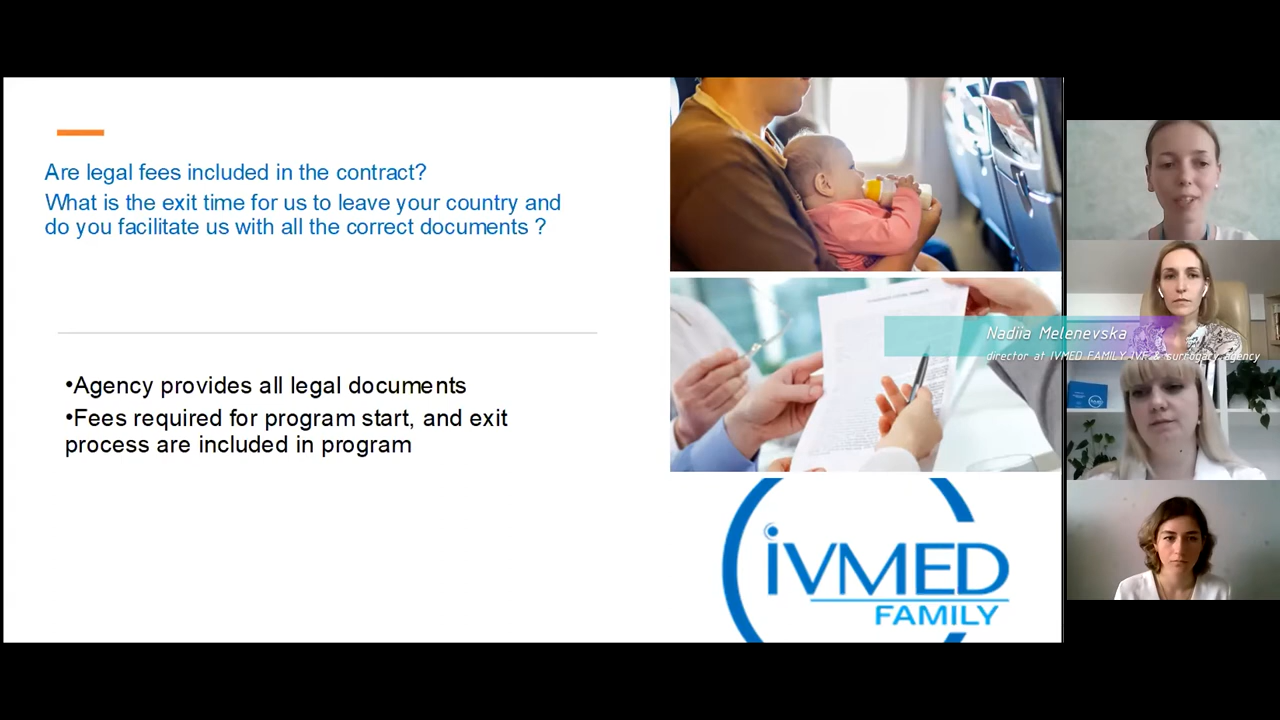 Are legal fees included in the contract?
What is the exit time for us to leave your country and
do you facilitate us with all the correct documents ?
•Agency provides all legal documents
•Fees required for program start, and exit
process are included in program
Nadiia Melenevska
director at IVMED FAMILY IVF & surrogacy agency
iVMED
FAMILY